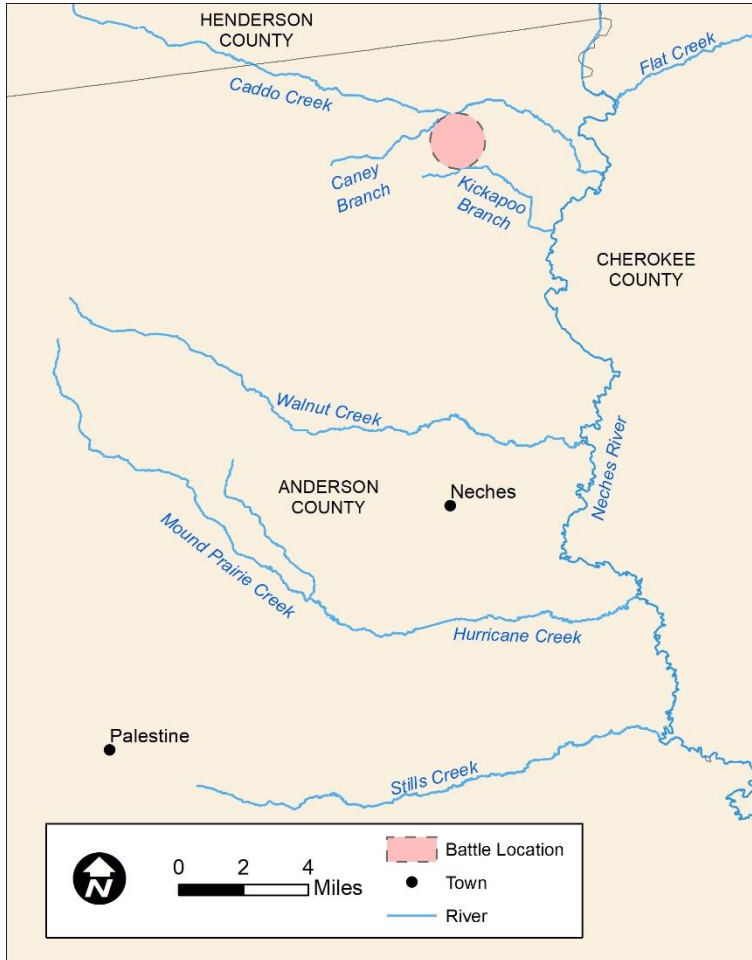 HENDERSON
COUNTY
Flat Creek
Caddo Creek
Caney
Branch
Kickapoo
Branch
CHEROKEE
COUNTY
Walnut Creek
Neches River
ANDERSON
COUNTY
Neches
Mound Prairie Creek
Hurricane Creek
Palestine
Stills Creek
N
0 2 4
Miles
Battle Location
Town
River